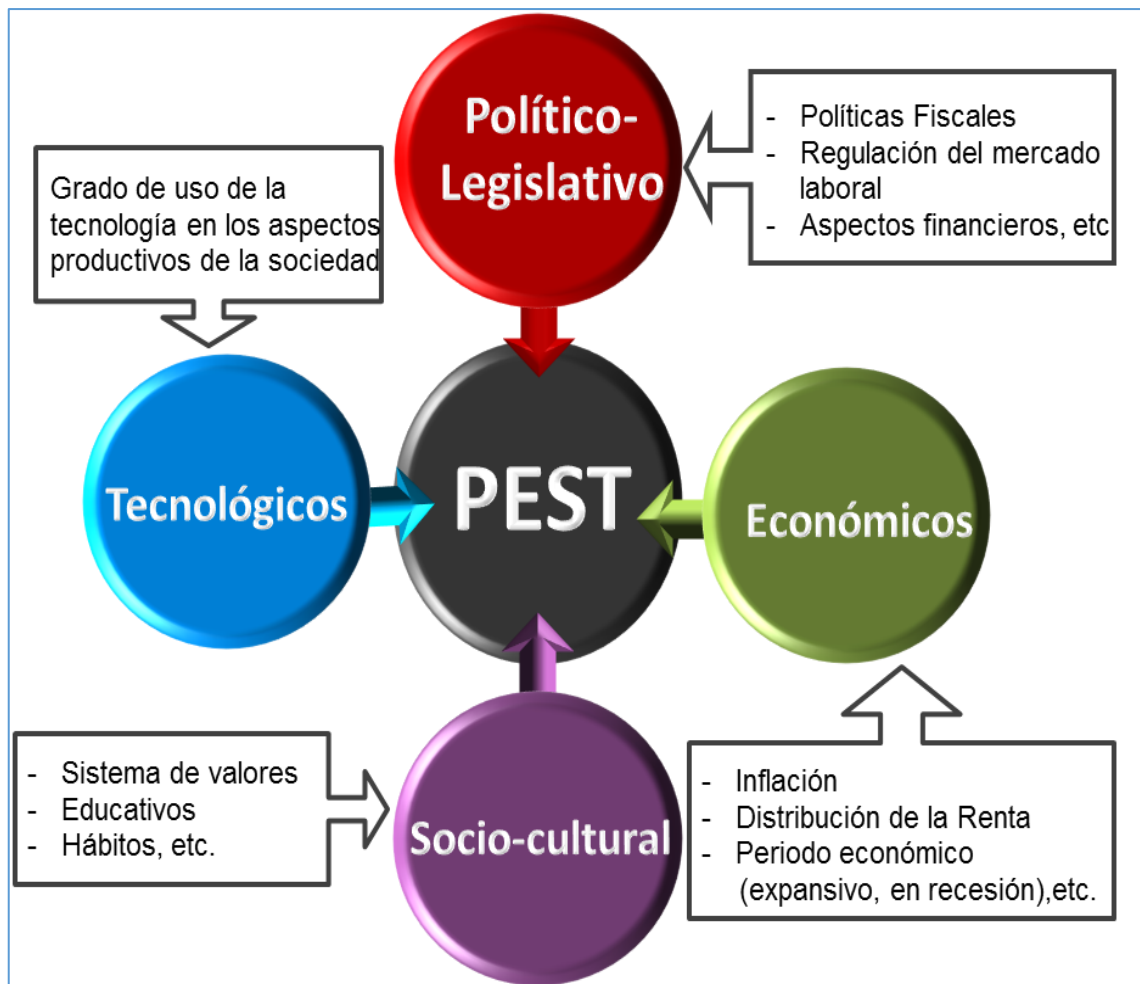 Político-
Legislativo
- Políticas Fiscales
- Regulación del mercado
laboral
- Aspectos financieros, etc
Grado de uso de la
tecnología en los aspectos
productivos de la sociedad
Tecnológicos
PEST
Económicos
- Sistema de valores
- Educativos
- Hábitos, etc.
Socio-cultural
- Inflación
- Distribución de la Renta
- Periodo económico
(expansivo, en recesión),etc.